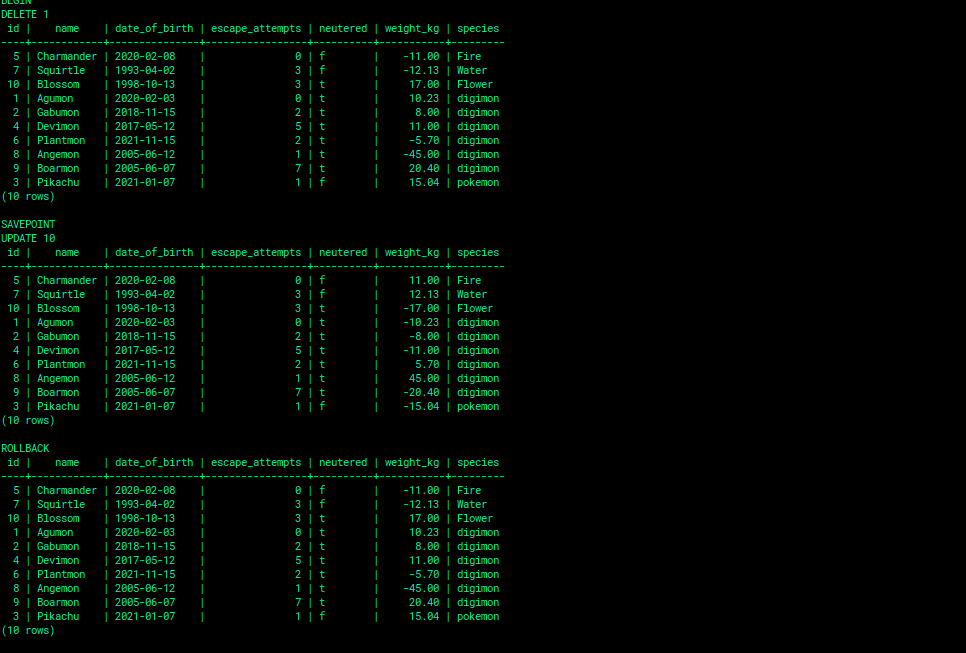 BEGIN
DELETE 1
 id |    name    | date_of_birth | escape_attempts | neutered | weight_kg | species
----+------------+---------------+-----------------+----------+-----------+---------
  5 | Charmander | 2020-02-08    |               0 | f        |    -11.00 | Fire
  7 | Squirtle   | 1993-04-02    |               3 | f        |    -12.13 | Water
 10 | Blossom    | 1998-10-13    |               3 | t        |     17.00 | Flower
  1 | Agumon     | 2020-02-03    |               0 | t        |     10.23 | digimon
  2 | Gabumon    | 2018-11-15    |               2 | t        |      8.00 | digimon
  4 | Devimon    | 2017-05-12    |               5 | t        |     11.00 | digimon
  6 | Plantmon   | 2021-11-15    |               2 | t        |     -5.70 | digimon
  8 | Angemon    | 2005-06-12    |               1 | t        |    -45.00 | digimon
  9 | Boarmon    | 2005-06-07    |               7 | t        |     20.40 | digimon
  3 | Pikachu    | 2021-01-07    |               1 | f        |     15.04 | pokemon
(10 rows)

SAVEPOINT
UPDATE 10
 id |    name    | date_of_birth | escape_attempts | neutered | weight_kg | species
----+------------+---------------+-----------------+----------+-----------+---------
  5 | Charmander | 2020-02-08    |               0 | f        |     11.00 | Fire
  7 | Squirtle   | 1993-04-02    |               3 | f        |     12.13 | Water
 10 | Blossom    | 1998-10-13    |               3 | t        |    -17.00 | Flower
  1 | Agumon     | 2020-02-03    |               0 | t        |    -10.23 | digimon
  2 | Gabumon    | 2018-11-15    |               2 | t        |     -8.00 | digimon
  4 | Devimon    | 2017-05-12    |               5 | t        |    -11.00 | digimon
  6 | Plantmon   | 2021-11-15    |               2 | t        |      5.70 | digimon
  8 | Angemon    | 2005-06-12    |               1 | t        |     45.00 | digimon
  9 | Boarmon    | 2005-06-07    |               7 | t        |    -20.40 | digimon
  3 | Pikachu    | 2021-01-07    |               1 | f        |    -15.04 | pokemon
(10 rows)

ROLLBACK
 id |    name    | date_of_birth | escape_attempts | neutered | weight_kg | species
----+------------+---------------+-----------------+----------+-----------+---------
  5 | Charmander | 2020-02-08    |               0 | f        |    -11.00 | Fire
  7 | Squirtle   | 1993-04-02    |               3 | f        |    -12.13 | Water
 10 | Blossom    | 1998-10-13    |               3 | t        |     17.00 | Flower
  1 | Agumon     | 2020-02-03    |               0 | t        |     10.23 | digimon
  2 | Gabumon    | 2018-11-15    |               2 | t        |      8.00 | digimon
  4 | Devimon    | 2017-05-12    |               5 | t        |     11.00 | digimon
  6 | Plantmon   | 2021-11-15    |               2 | t        |     -5.70 | digimon
  8 | Angemon    | 2005-06-12    |               1 | t        |    -45.00 | digimon
  9 | Boarmon    | 2005-06-07    |               7 | t        |     20.40 | digimon
  3 | Pikachu    | 2021-01-07    |               1 | f        |     15.04 | pokemon
(10 rows)